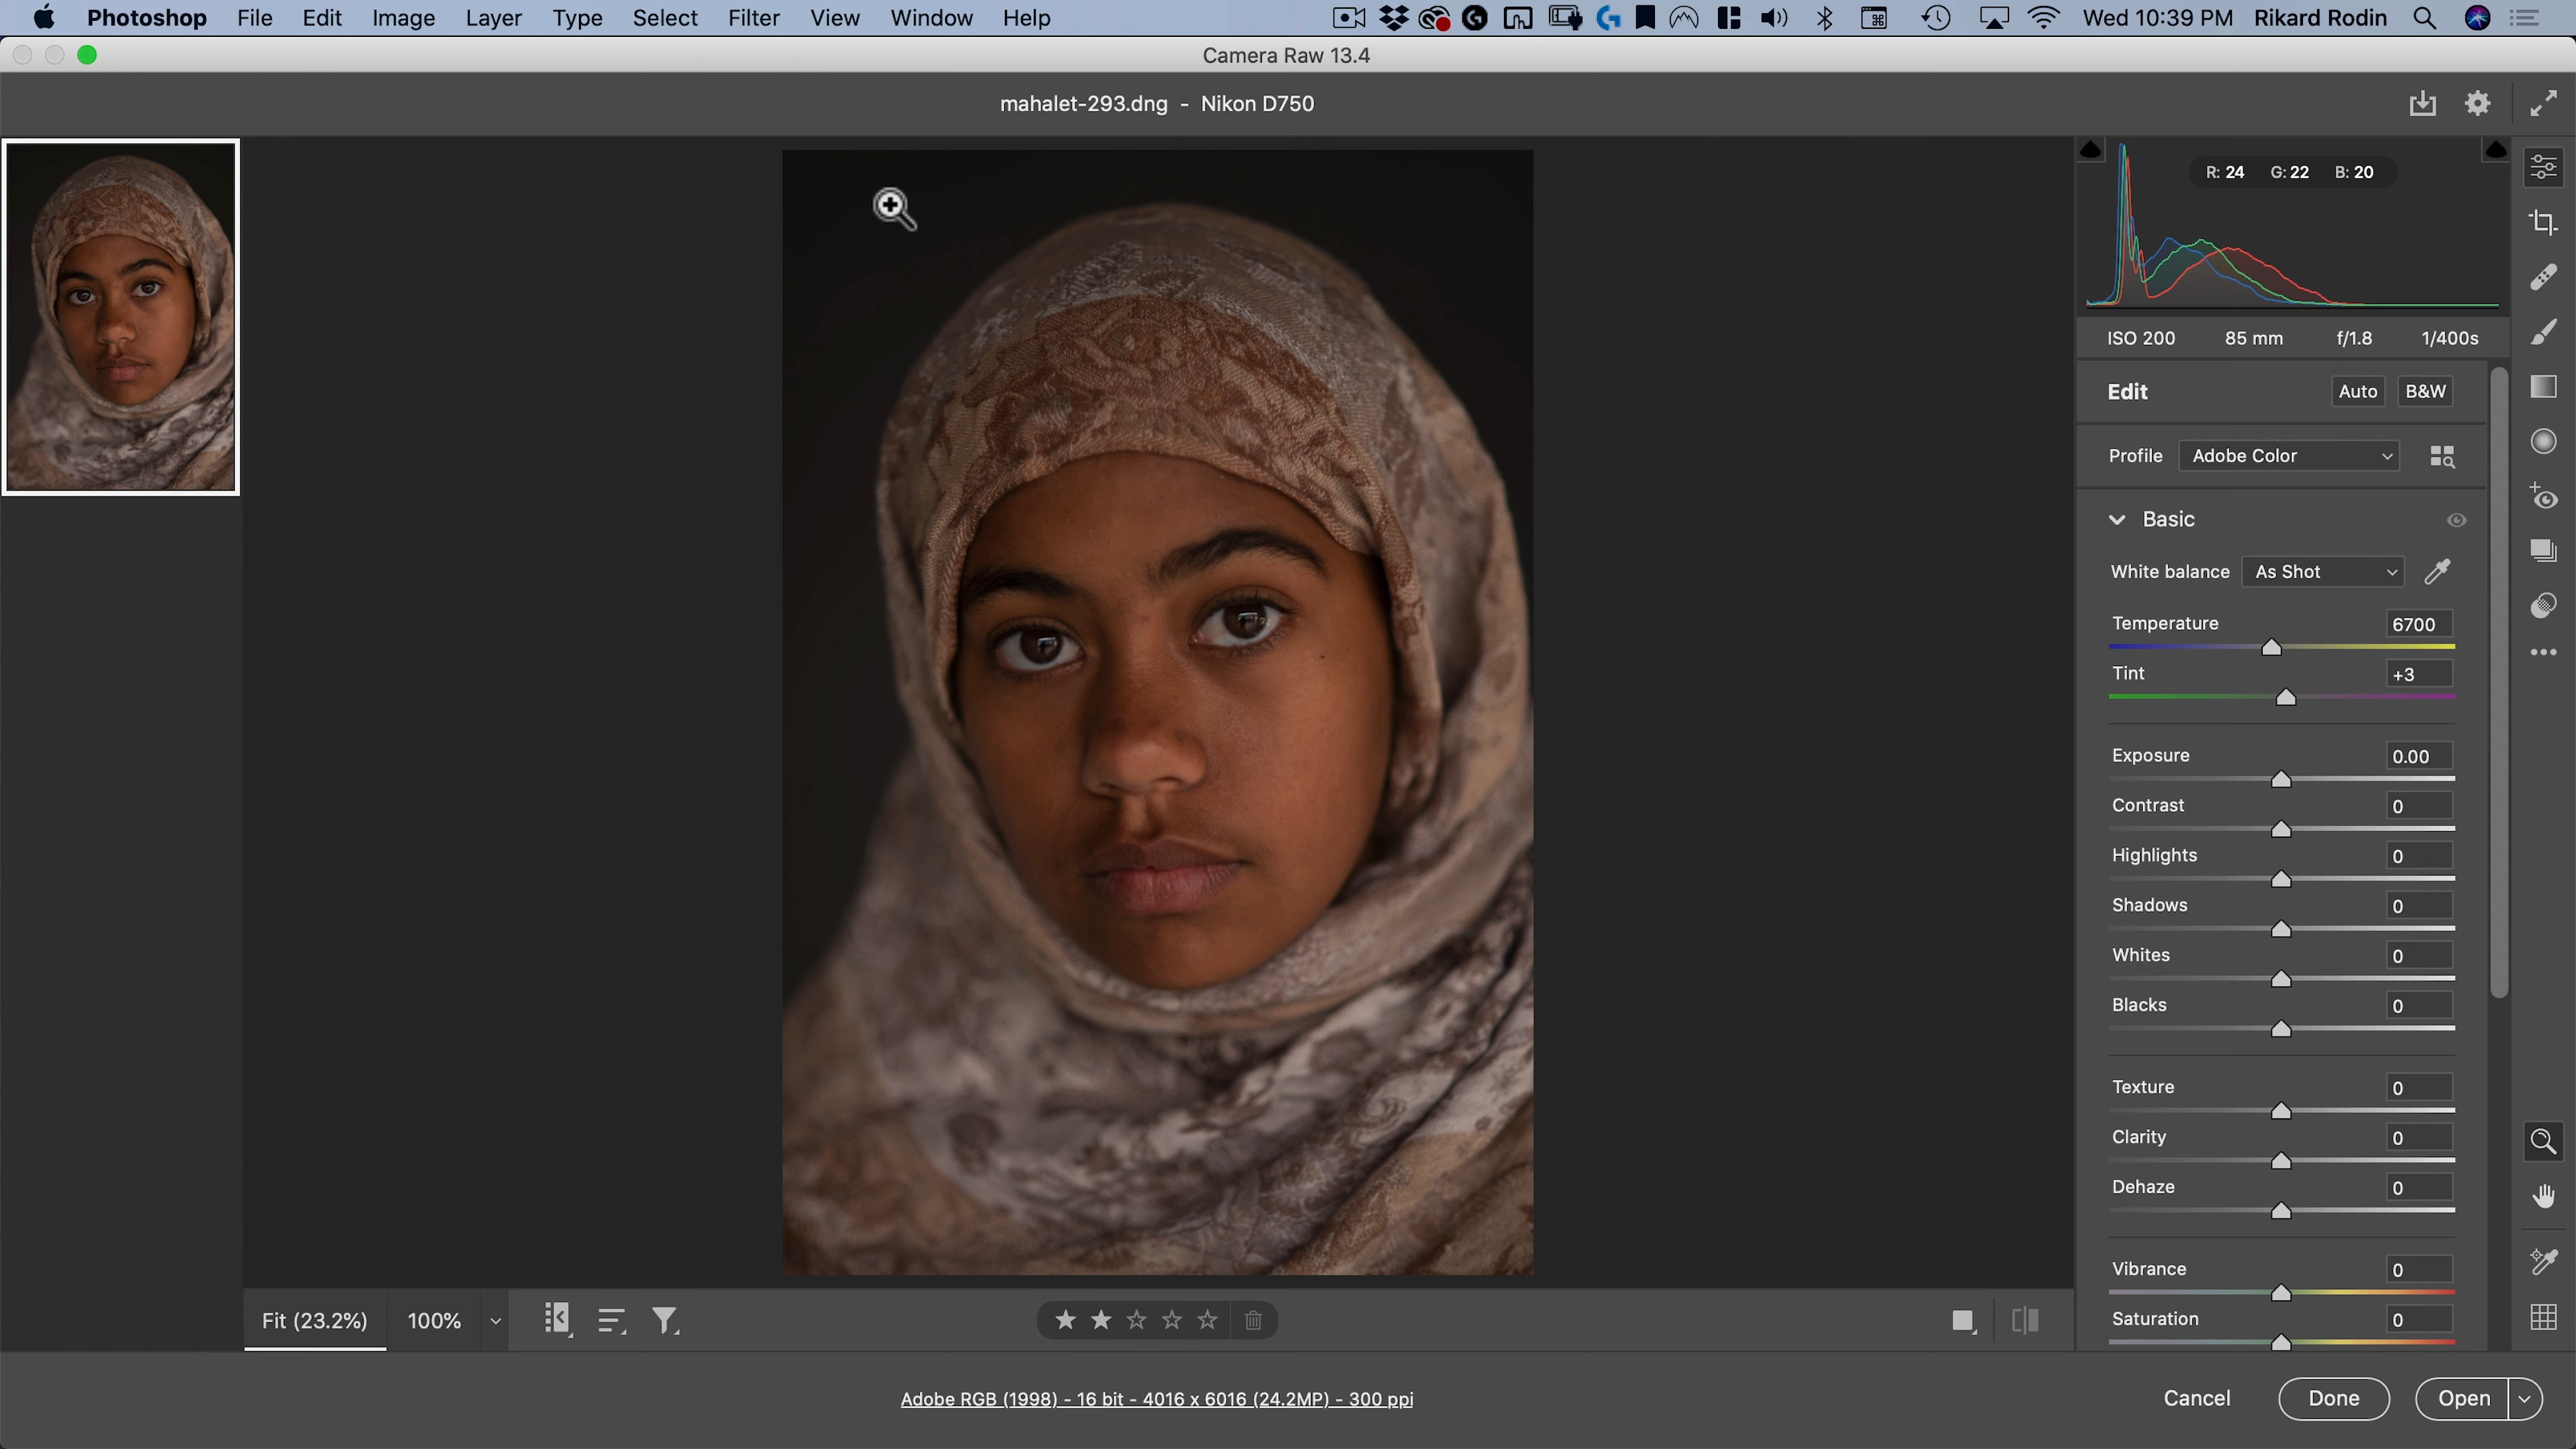 Photoshop File Edit Image Layer Type Select Filter View Window Help Wed 10:39 PM Rikard Rodin
Camera Raw 13.4
mahalet-293.dng - Nikon D750
R: 24 G: 22 B: 20
ISO 200 85 mm f/1.8 1/400s
Edit Auto B&W
Profile Adobe Color
Basic
White balance As Shot
Temperature 6700
Tint +3
Exposure 0.00
Contrast 0
Highlights 0
Shadows 0
Whites 0
Blacks 0
Texture 0
Clarity 0
Dehaze 0
Vibrance 0
Saturation 0
Fit (23.2%) 100%
Adobe RGB (1998) - 16 bit - 4016 x 6016 (24.2MP) - 300 ppi
Cancel Done Open